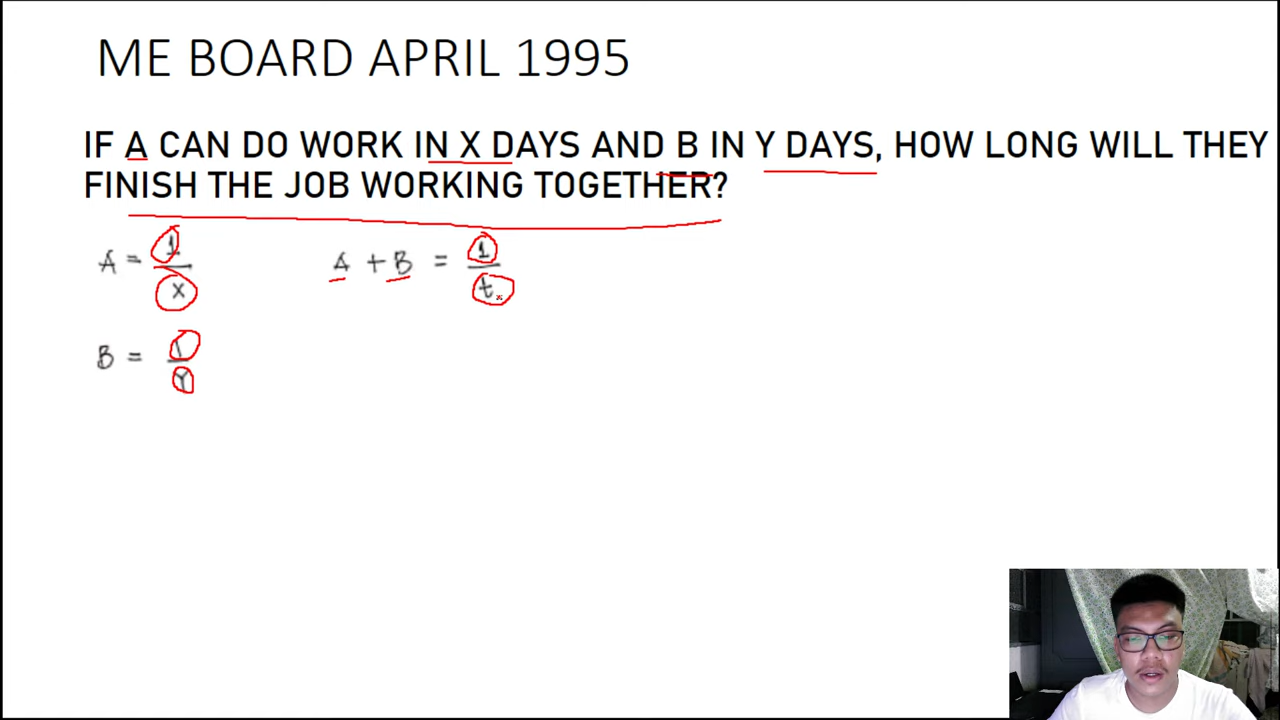 ME BOARD APRIL 1995
IF A CAN DO WORK IN X DAYS AND B IN Y DAYS, HOW LONG WILL THEY
FINISH THE JOB WORKING TOGETHER?
A = 1/x
A + B = 1/t
B = 1/Y